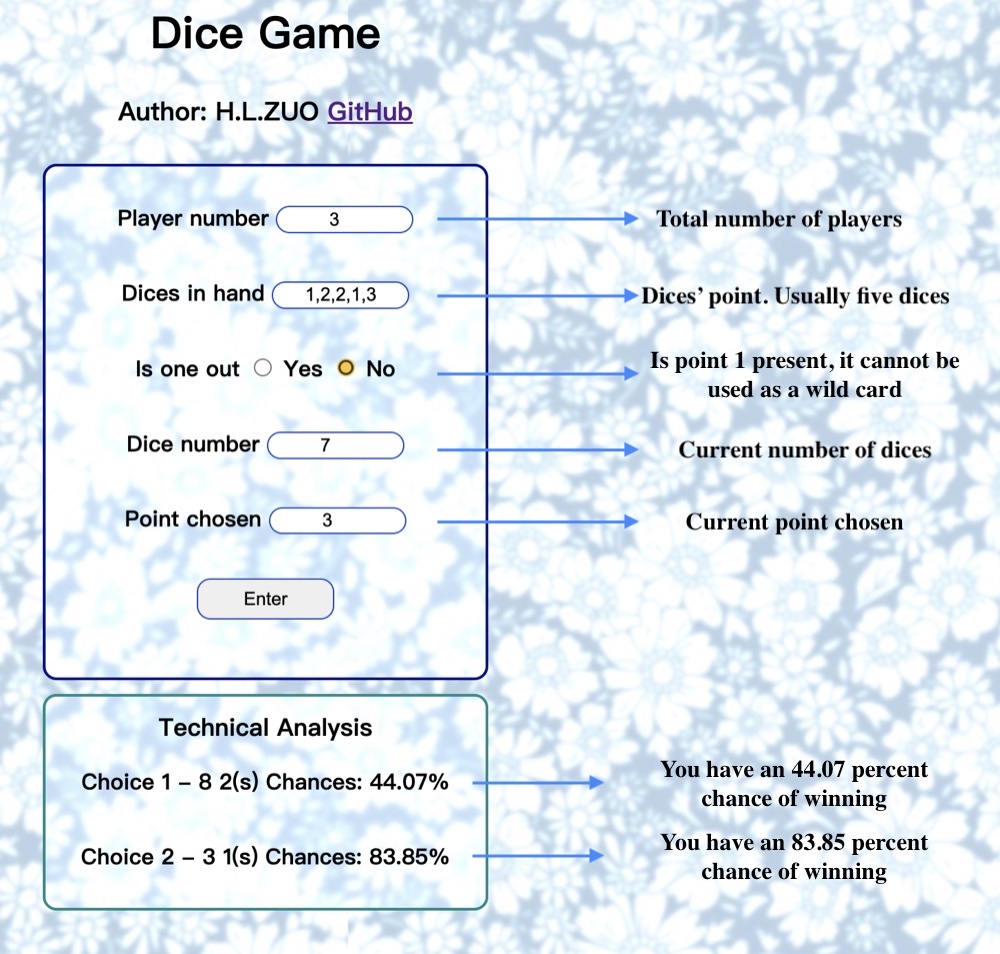 Dice Game
Author: H.L.ZUO GitHub
Player number 3
Total number of players
Dices in hand 1,2,2,1,3
Dices' point. Usually five dices
Is one out Yes No
Is point 1 present, it cannot be
used as a wild card
Dice number 7
Current number of dices
Point chosen 3
Current point chosen
Enter
Technical Analysis
Choice 1 – 8 2(s) Chances: 44.07%
You have an 44.07 percent
chance of winning
Choice 2 – 3 1(s) Chances: 83.85%
You have an 83.85 percent
chance of winning